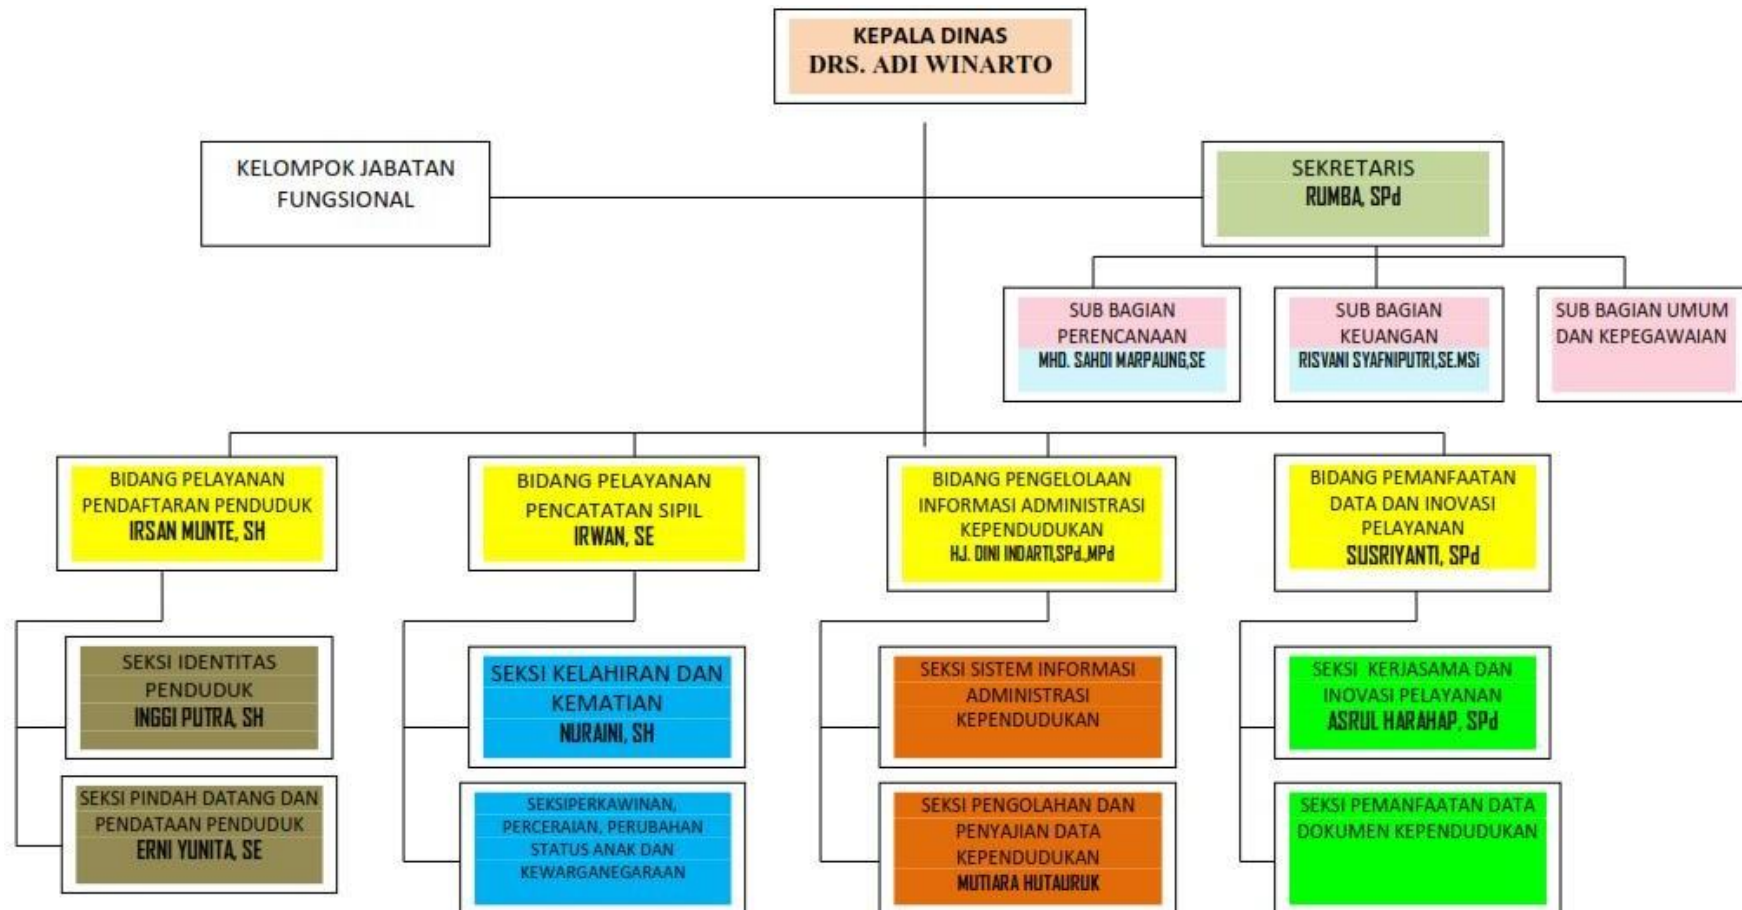 KEPALA DINAS
DRS. ADI WINARTO
KELOMPOK JABATAN
FUNGSIONAL
SEKRETARIS
RUMBA, SPd
SUB BAGIAN
PERENCANAAN
MHD. SAHDI MARPAUNG,SE
SUB BAGIAN
KEUANGAN
RISVANI SYAFNIPUTRI,SE.MSi
SUB BAGIAN UMUM
DAN KEPEGAWAIAN
BIDANG PELAYANAN
PENDAFTARAN PENDUDUK
IRSAN MUNTE, SH
BIDANG PELAYANAN
PENCATATAN SIPIL
IRWAN, SE
BIDANG PENGELOLAAN
INFORMASI ADMINISTRASI
KEPENDUDUKAN
HJ. DINI INDARTI,SPd.,MPd
BIDANG PEMANFAATAN
DATA DAN INOVASI
PELAYANAN
SUSRIYANTI, SPd
SEKSI IDENTITAS
PENDUDUK
INGGI PUTRA, SH
SEKSI KELAHIRAN DAN
KEMATIAN
NURAINI, SH
SEKSI SISTEM INFORMASI
ADMINISTRASI
KEPENDUDUKAN
SEKSI KERJASAMA DAN
INOVASI PELAYANAN
ASRUL HARAHAP, SPd
SEKSI PINDAH DATANG DAN
PENDATAAN PENDUDUK
ERNI YUNITA, SE
SEKSIPERKAWINAN,
PERCERAIAN, PERUBAHAN
STATUS ANAK DAN
KEWARGANEGARAAN
SEKSI PENGOLAHAN DAN
PENYAJIAN DATA
KEPENDUDUKAN
MUTIARA HUTAURUK
SEKSI PEMANFAATAN DATA
DOKUMEN KEPENDUDUKAN